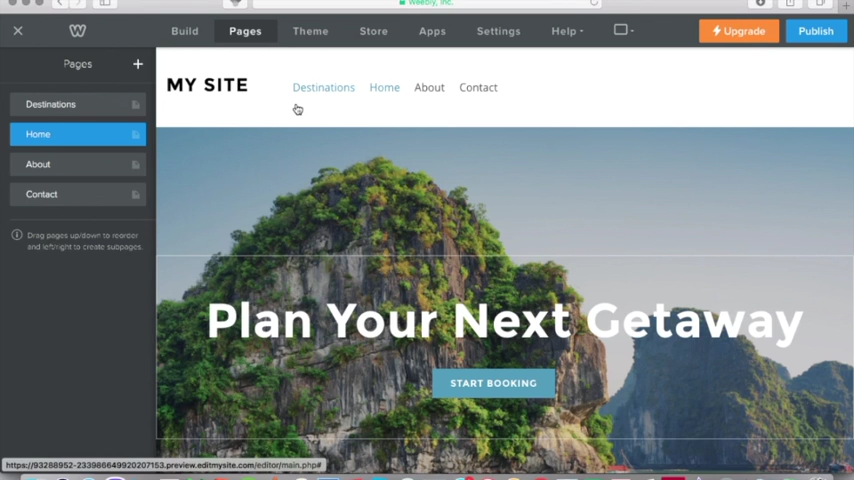 Weebly, Inc.
Build Pages Theme Store Apps Settings Help Upgrade Publish
Pages +
Destinations
Home
About
Contact
Drag pages up/down to reorder
and left/right to create subpages.
MY SITE Destinations Home About Contact
Plan Your Next Getaway
START BOOKING
https://93288952-233986649920207153.preview.editmysite.com/editor/main.php#